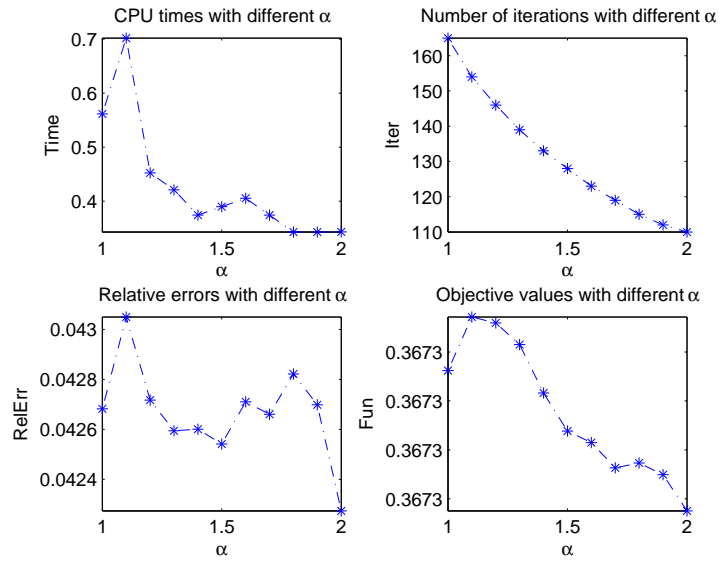 CPU times with different α
0.7
0.6
0.5
0.4
Time
1
1.5
2
α
Number of iterations with different α
160
150
140
130
120
110
Iter
1
1.5
2
α
Relative errors with different α
0.043
0.0428
0.0426
0.0424
RelErr
1
1.5
2
α
Objective values with different α
0.3673
0.3673
0.3673
0.3673
Fun
1
1.5
2
α